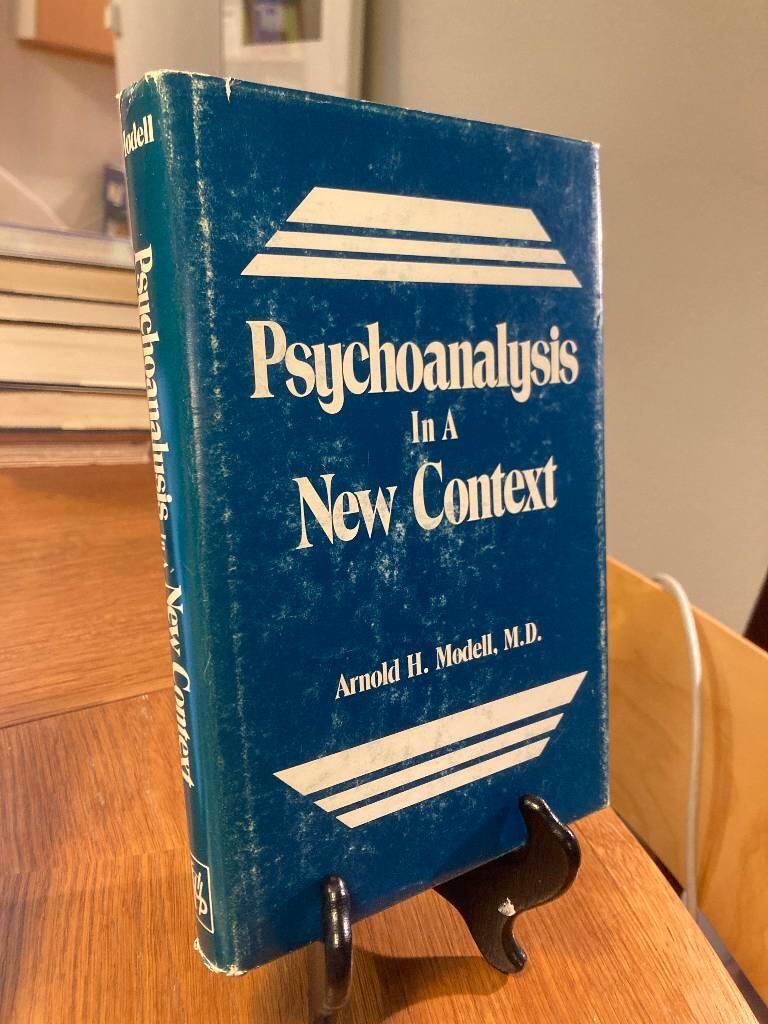 Psychoanalysis
In A
New Context
Arnold H. Modell, M.D.
Modell
Psychoanalysis IN A New Context